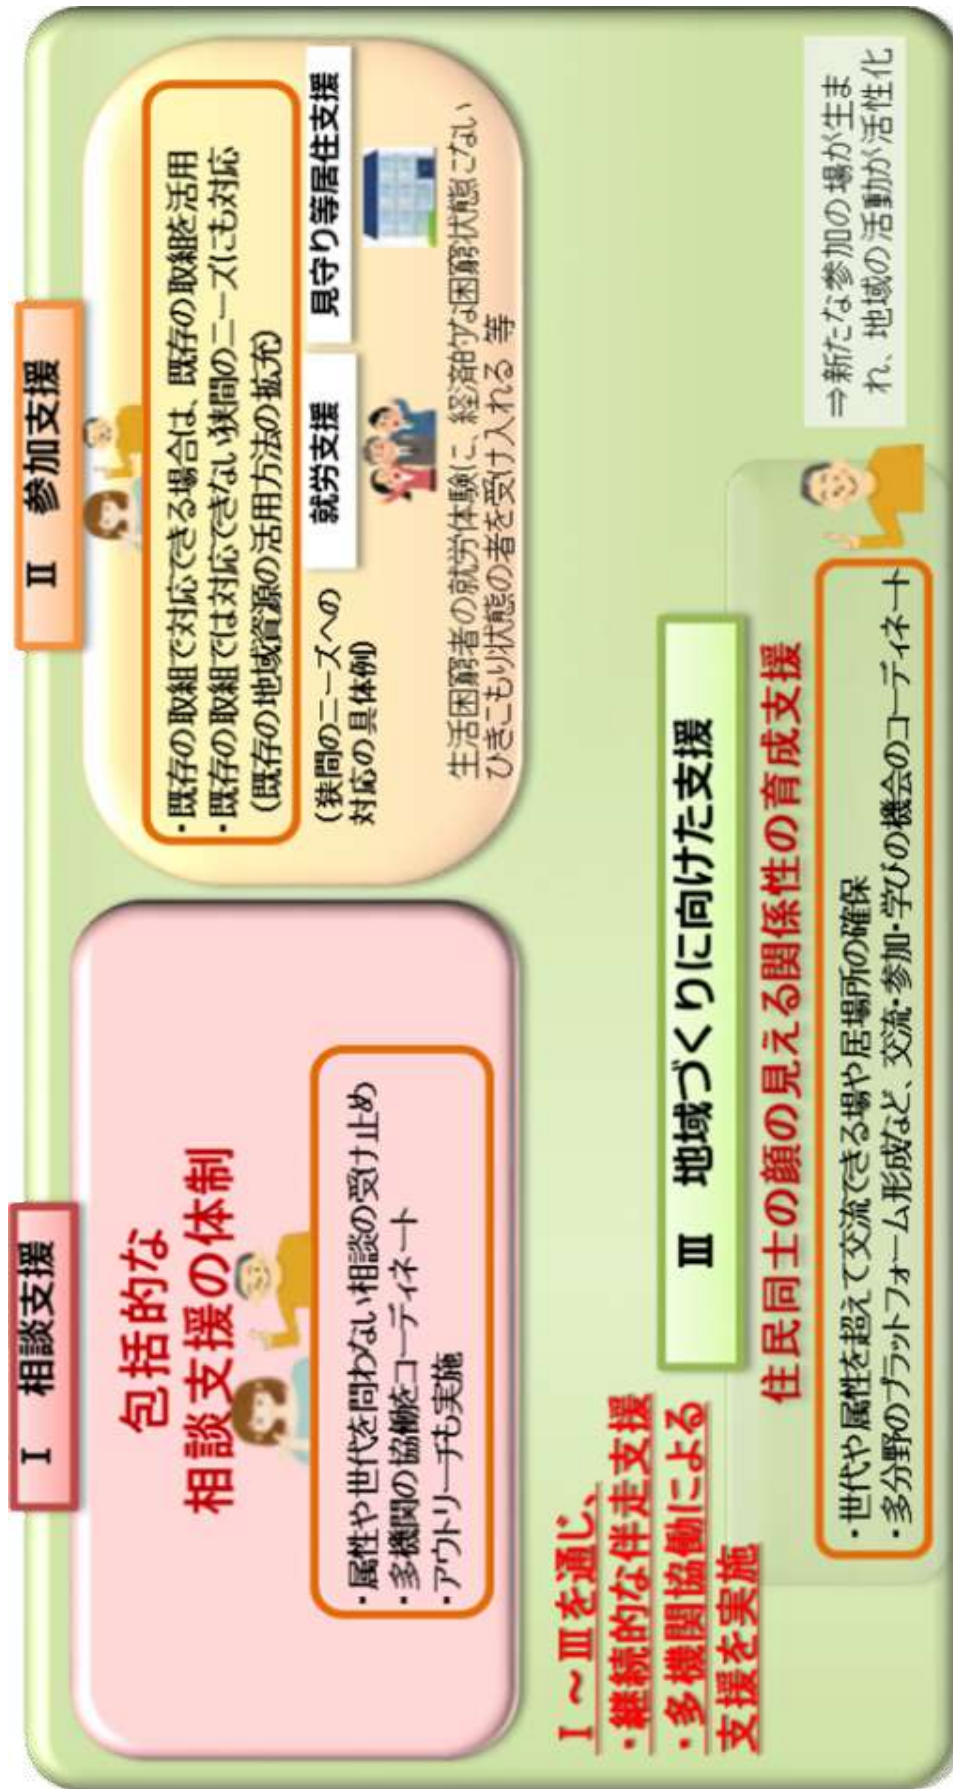 Ⅰ 相談支援
包括的な
相談支援の体制
・属性や世代を問わない相談の受け止め
・多機関の協働をコーディネート
・アウトリーチも実施
Ⅱ 参加支援
・既存の取組で対応できる場合は、既存の取組を活用
・既存の取組では対応できない狭間のニーズにも対応
(既存の地域資源の活用方法の拡充)
(狭間のニーズへの
対応の具体例)
就労支援
見守り等居住支援
生活困窮者の就労体験に、経済的な困窮状態にない
ひきこもり状態の者を受け入れる 等
Ⅰ~Ⅲを通じ、
・継続的な伴走支援
・多機関協働による
支援を実施
Ⅲ 地域づくりに向けた支援
住民同士の顔の見える関係性の育成支援
・世代や属性を超えて交流できる場や居場所の確保
・多分野のプラットフォーム形成など、交流・参加・学びの機会のコーディネート
⇒新たな参加の場が生ま
れ、地域の活動が活性化